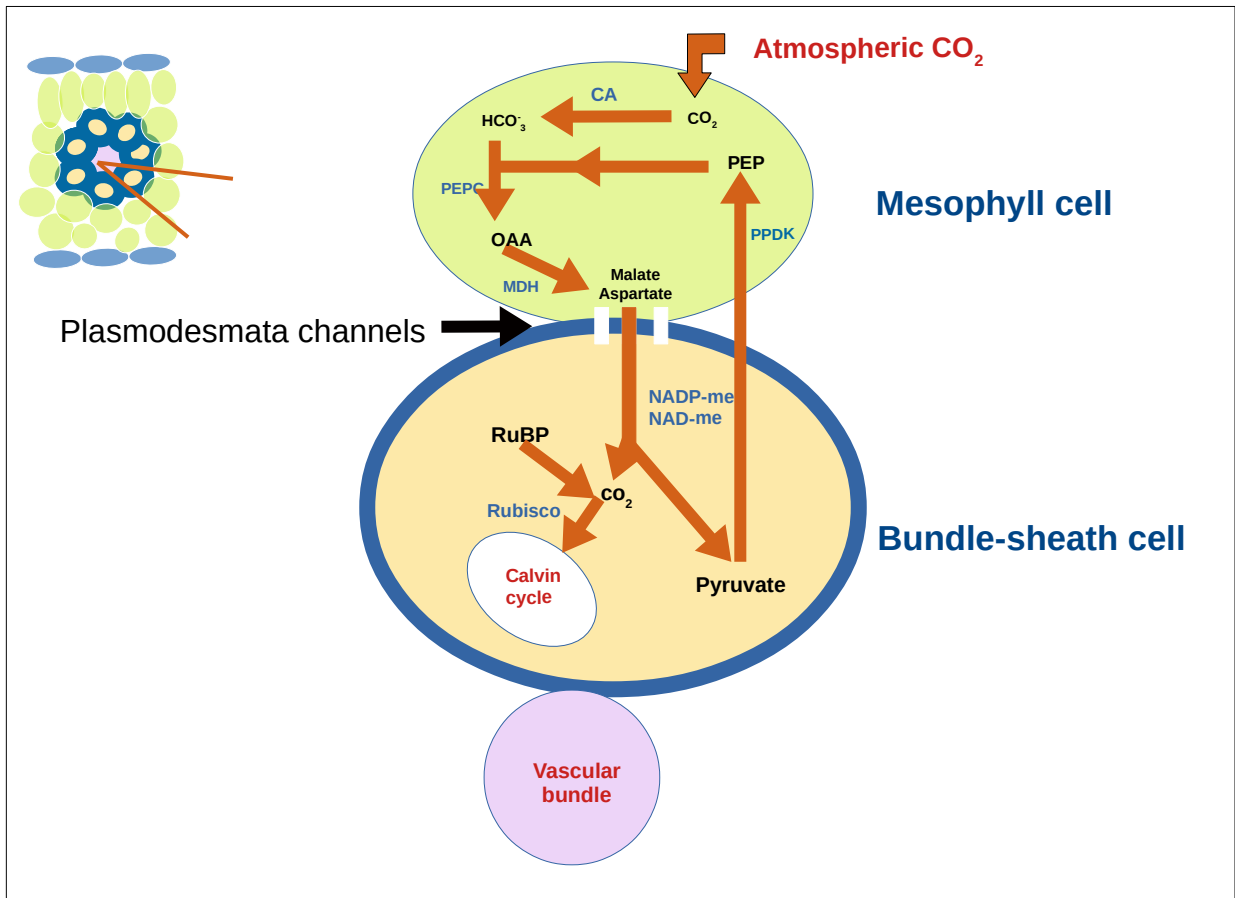 Atmospheric CO₂
CA
HCO⁻₃
CO₂
PEP
PEPC
Mesophyll cell
PPDK
OAA
MDH
Malate
Aspartate
Plasmodesmata channels
NADP-me
NAD-me
RuBP
co₂
Rubisco
Bundle-sheath cell
Calvin
cycle
Pyruvate
Vascular
bundle